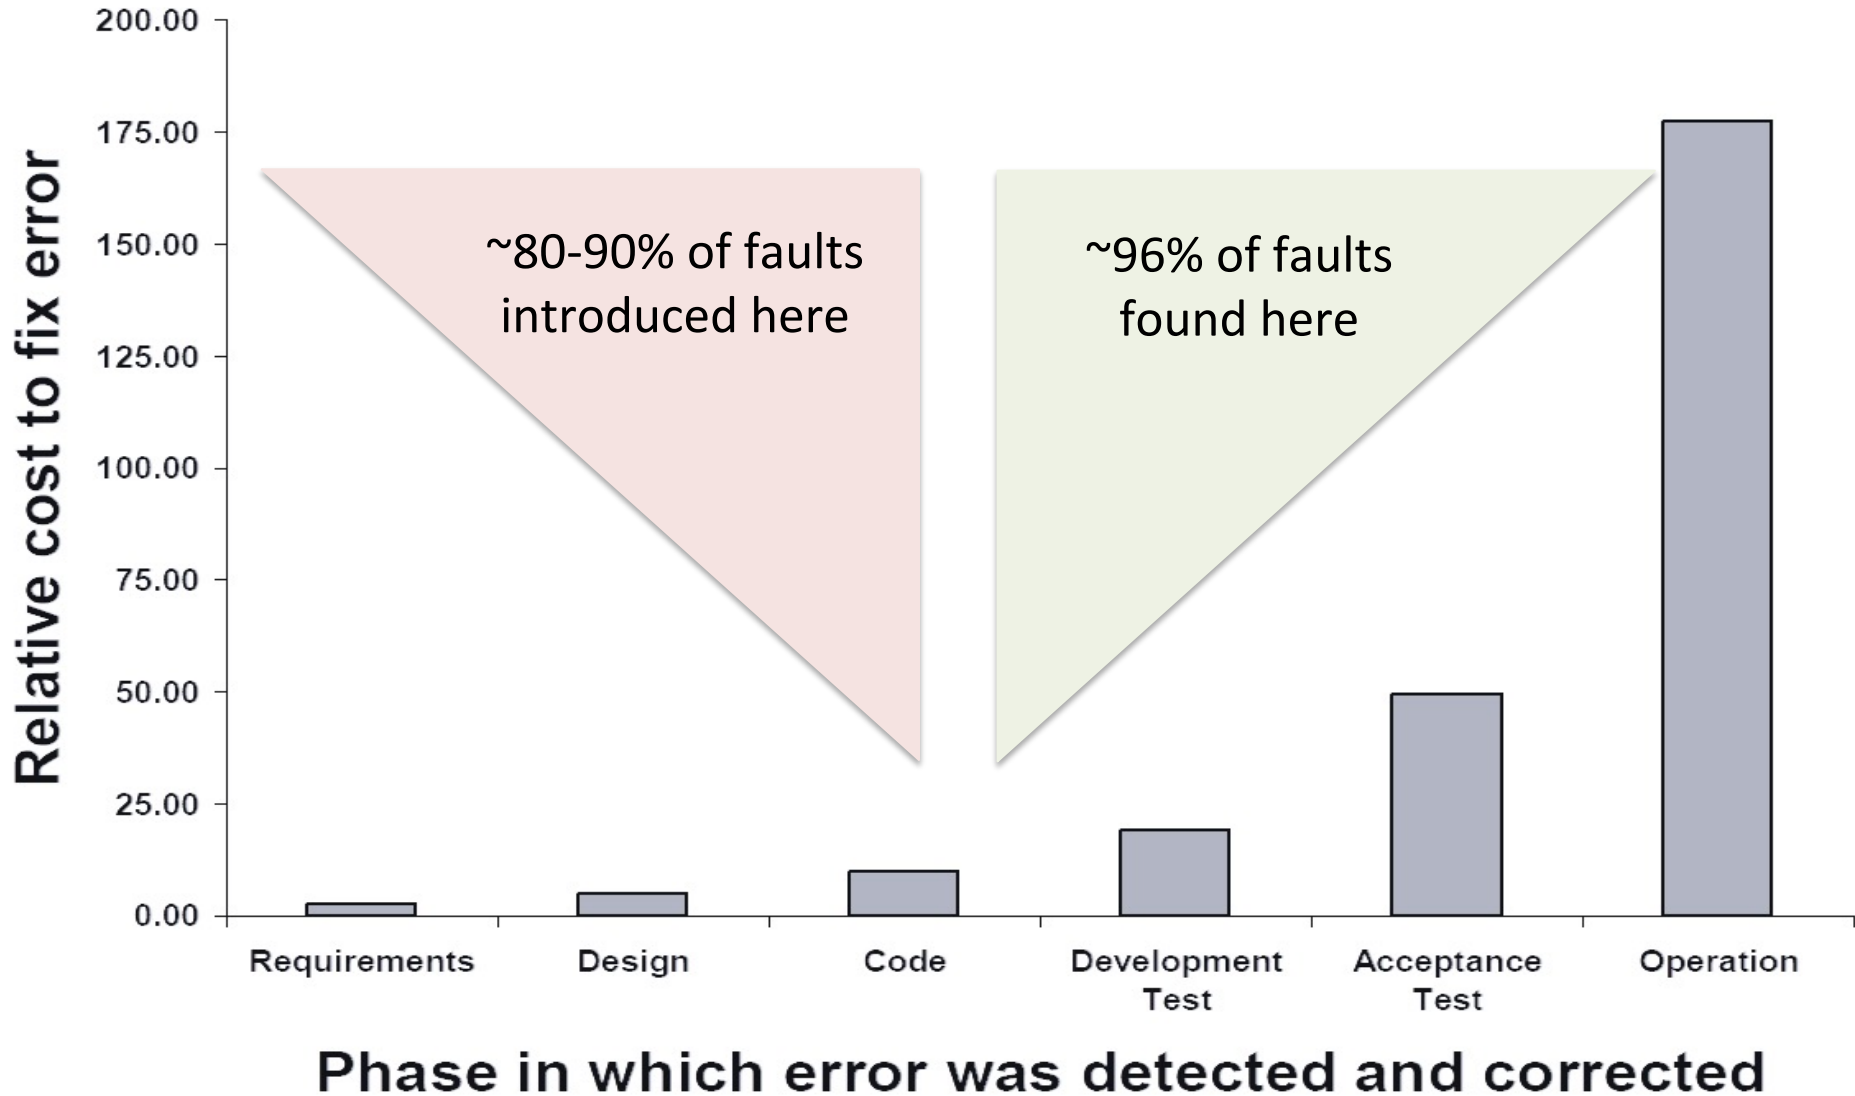 200.00
175.00
150.00
125.00
100.00
75.00
50.00
25.00
0.00
Relative cost to fix error
~80-90% of faults
introduced here
~96% of faults
found here
Requirements
Design
Code
Development
Test
Acceptance
Test
Operation
Phase in which error was detected and corrected